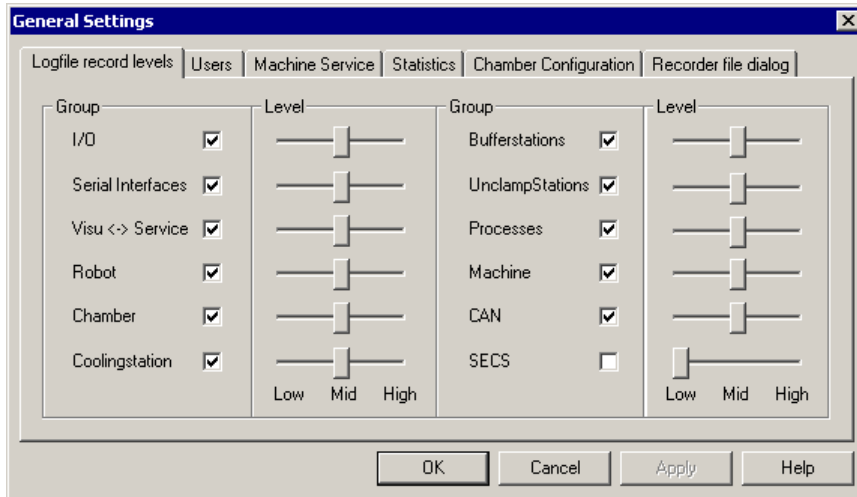 General Settings
Logfile record levels Users Machine Service Statistics Chamber Configuration Recorder file dialog
Group Level Group Level
I/O Bufferstations
Serial Interfaces UnclampStations
Visu <-> Service Processes
Robot Machine
Chamber CAN
Coolingstation SECS
Low Mid High Low Mid High
OK Cancel Apply Help